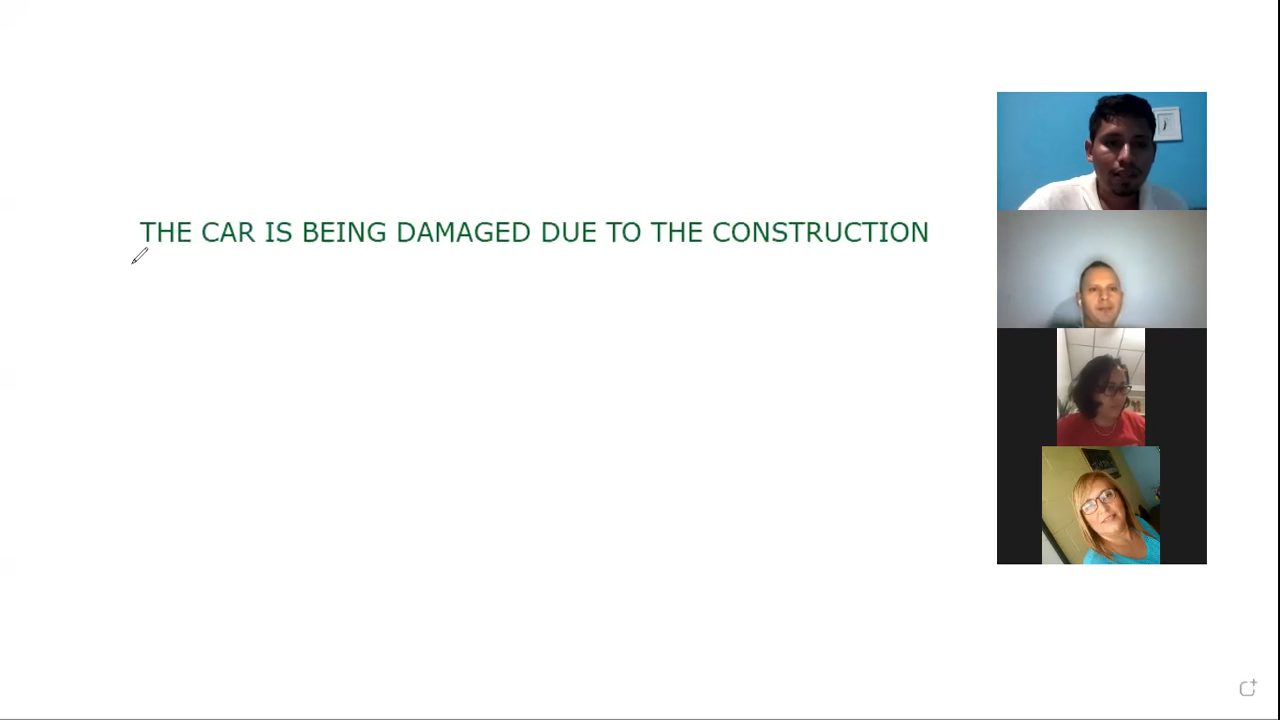 THE CAR IS BEING DAMAGED DUE TO THE CONSTRUCTION